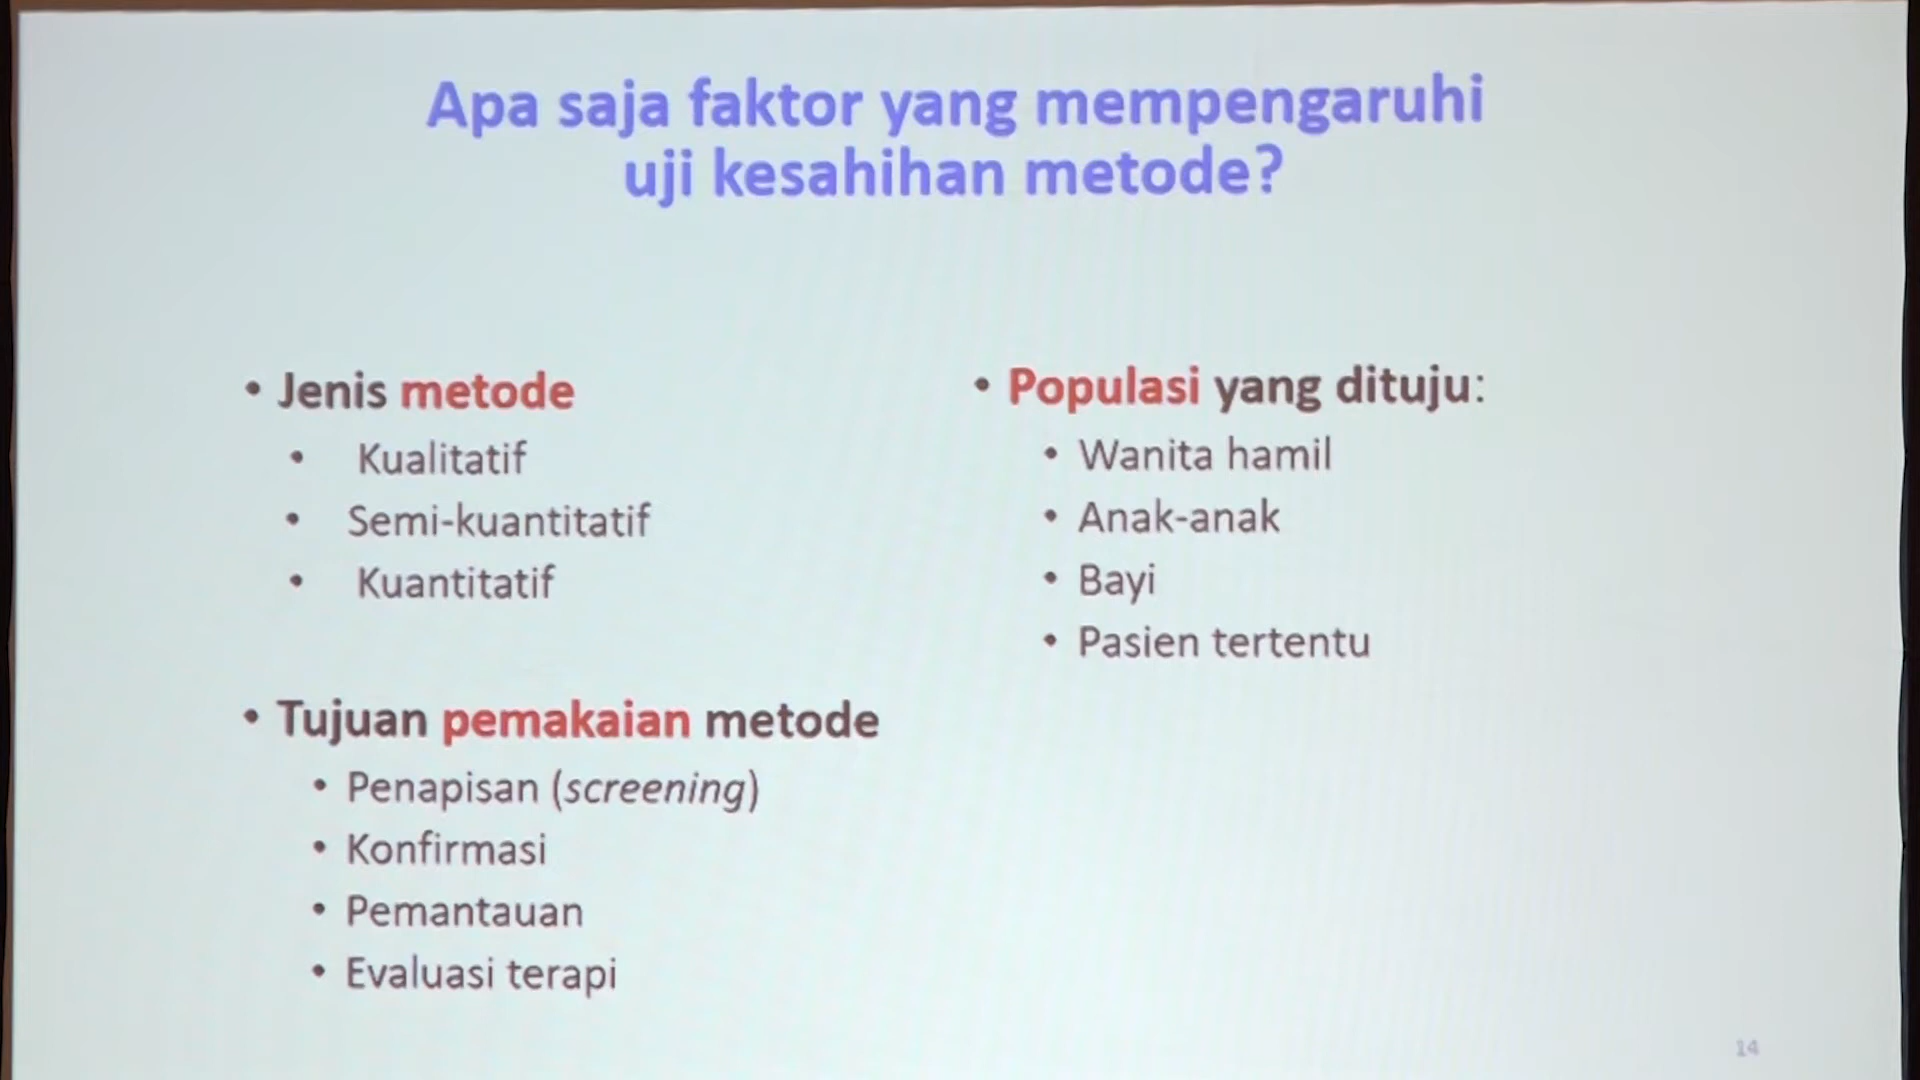 Apa saja faktor yang mempengaruhi
uji kesahihan metode?
• Jenis metode
• Kualitatif
• Semi-kuantitatif
• Kuantitatif
• Tujuan pemakaian metode
• Penapisan (screening)
• Konfirmasi
• Pemantauan
• Evaluasi terapi
• Populasi yang dituju:
• Wanita hamil
• Anak-anak
• Bayi
• Pasien tertentu
14